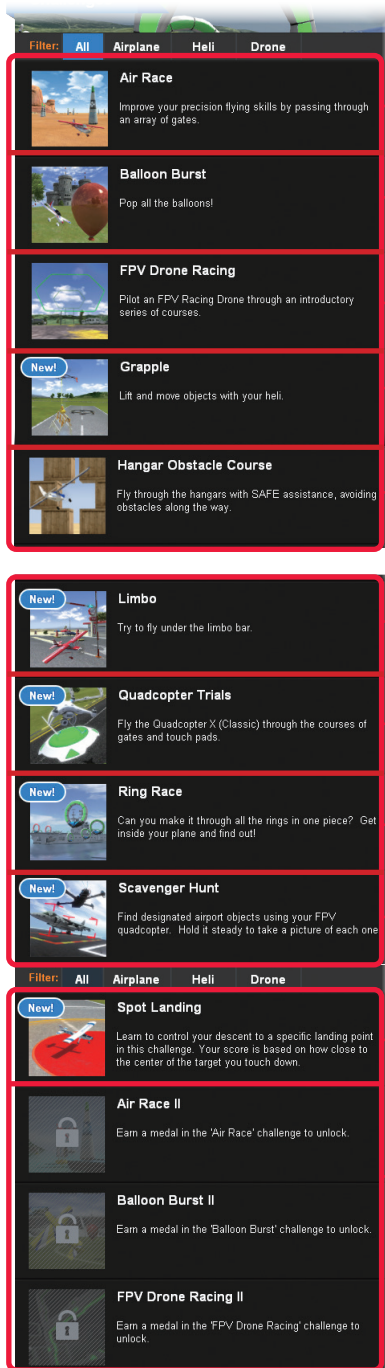 Filter: All Airplane Heli Drone
Air Race
Improve your precision flying skills by passing through
an array of gates.
Balloon Burst
Pop all the balloons!
FPV Drone Racing
Pilot an FPV Racing Drone through an introductory
series of courses.
New!
Grapple
Lift and move objects with your heli.
Hangar Obstacle Course
Fly through the hangars with SAFE assistance, avoiding
obstacles along the way.
New!
Limbo
Try to fly under the limbo bar.
New!
Quadcopter Trials
Fly the Quadcopter X (Classic) through the courses of
gates and touch pads.
New!
Ring Race
Can you make it through all the rings in one piece? Get
inside your plane and find out!
New!
Scavenger Hunt
Find designated airport objects using your FPV
quadcopter. Hold it steady to take a picture of each one
Filter: All Airplane Heli Drone
New!
Spot Landing
Learn to control your descent to a specific landing point
in this challenge. Your score is based on how close to
the center of the target you touch down.
Air Race II
Earn a medal in the 'Air Race' challenge to unlock.
Balloon Burst II
Earn a medal in the 'Balloon Burst' challenge to unlock.
FPV Drone Racing II
Earn a medal in the 'FPV Drone Racing' challenge to
unlock.